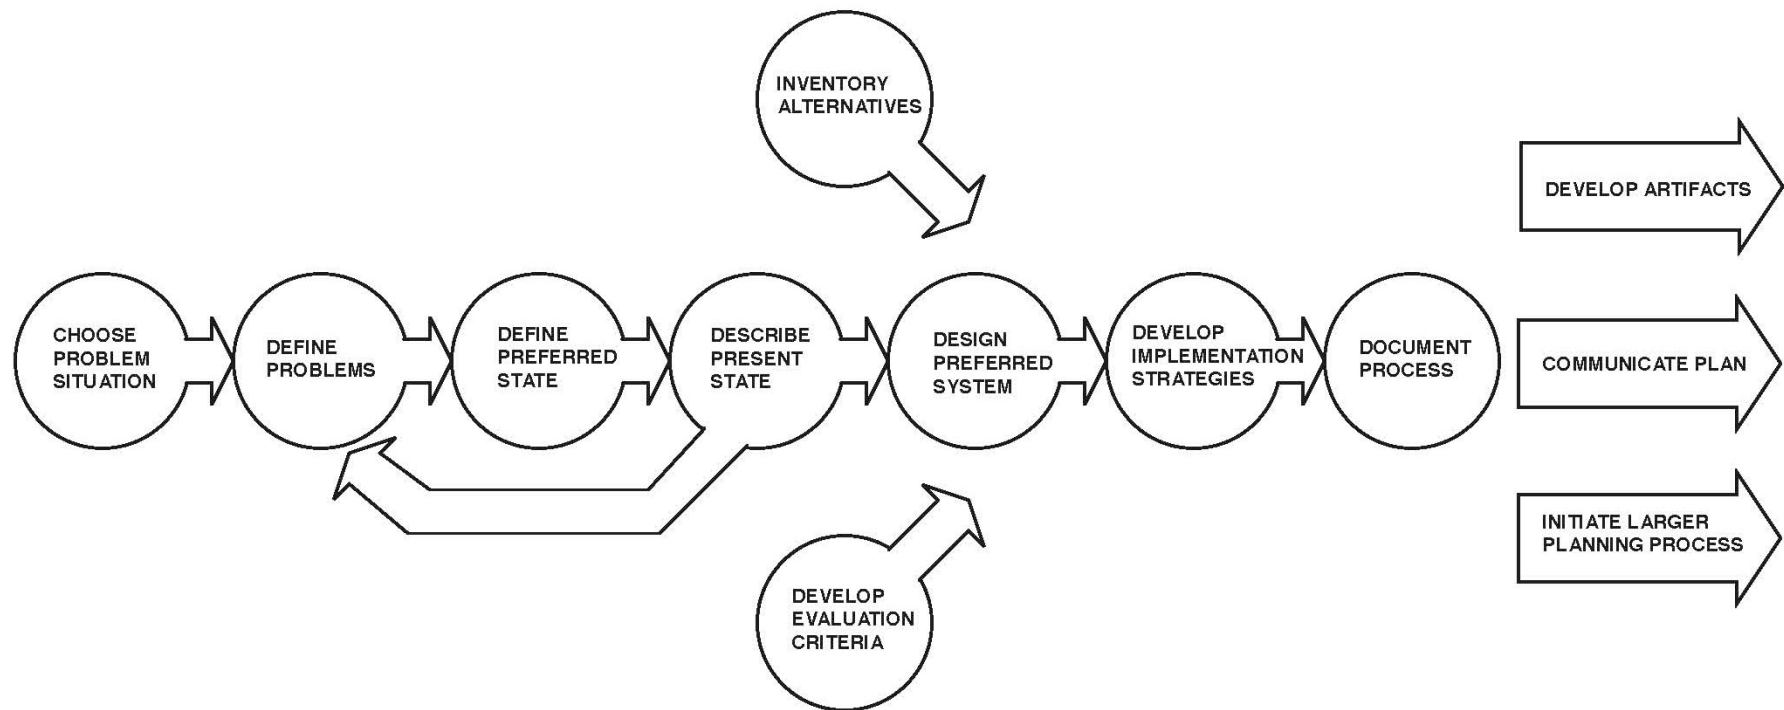 INVENTORY
ALTERNATIVES
CHOOSE
PROBLEM
SITUATION
DEFINE
PROBLEMS
DEFINE
PREFERRED
STATE
DESCRIBE
PRESENT
STATE
DESIGN
PREFERRED
SYSTEM
DEVELOP
IMPLEMENTATION
STRATEGIES
DOCUMENT
PROCESS
DEVELOP
EVALUATION
CRITERIA
DEVELOP ARTIFACTS
COMMUNICATE PLAN
INITIATE LARGER
PLANNING PROCESS